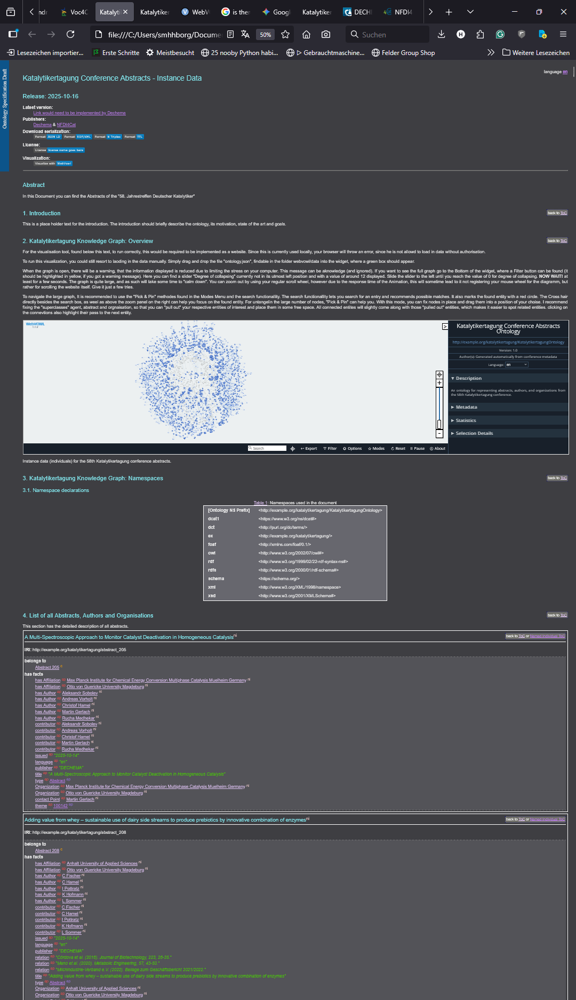 ndr
Voc4C
Katalyti
Katalytiker
WebV
is ther
Googl
Katalytiker
DECH
NFDI4
file:///C:/Users/smhhborg/Docume
50%
Suchen
Lesezeichen importier...
Erste Schritte
Meistbesucht
25 nooby Python habi...
Gebrauchtmaschine...
Felder Group Shop
Weitere Lesezeichen
Ontology Specification Draft
language en
Katalytikertagung Conference Abstracts - Instance Data
Release: 2025-10-16
Latest version:
Link would need to be implemented by Dechema
Publishers:
Dechema & NFDI4Cat
Download serialization:
Format JSON LD Format RDF/XML Format N Triples Format TTL
License:
License license name goes here
Visualization:
Visualize with WebVowl
Abstract
In this Document you can find the Abstracts of the "58. Jahrestreffen Deutscher Katalytiker"
1. Introduction
back to ToC
This is a place holder text for the introduction. The introduction should briefly describe the ontology, its motivation, state of the art and goals.
2. Katalytikertagung Knowledge Graph: Overview
back to ToC
For the visualisation tool, found below this text, to run correctly, this would be required to be implemented as a website. Since this is currently used locally, your browser will throw an error, since he is not allowd to load in data without authorisation.
To run this visualization, you could still resort to laoding in the data manually. Simply drag and drop the file "ontology.json", findable in the folder webvowl/data into the widget, where a green box should appear.
When the graph is open, there will be a warning, that the information displayed is reduced due to limiting the stress on your computer. This message can be aknowledge (and ignored). If you want to see the full graph go to the Bottom of the widget, where a Filter button can be found (it
should be highlighted in yellow, if you got a warning message). Here you can find a slider "Degree of collapsing" currently not in its utmost left position and with a value of around 12 displayed. Slide the slider to the left until you reach the value of 0 for degree of collapsing. NOW WAIT! at
least for a few seconds. The graph is quite large, and as such will take some time to "calm down". You can zoom out by using your regular scroll wheel, however due to the response time of the Animation, this will sometime lead to it not registering your mouse wheel for the diagramm, but
rather for scrolling the website itself. Give it just a few tries.
To navigate the large graph, It is recommended to use the "Pick & Pin" methodes found in the Modes Menu and the search functionallity. The search functionallity lets you search for an entry and recommends possible matches. It also marks the found entity with a red circle. The Cross hair
directly besides the search bos, as weel as above the zoom panel on the right can help you focus on the found entity. For untangelin the large number of nodes, "Pick & Pin" can help you. With this mode, you can fix nodes in place and drag them into a position of your choise. I recommend
fixing the "superclasses" agent, abstract and orgnaisation, so that you can "pull out" your respective entities of interest and place them in some free space. All connected entites will slightly come along with those "pulled out" entities, which makes it easier to spot related entities. clicking on
the connections also highlight their pass to the next entity.
WebVOWL
Katalytikertagung Conference Abstracts
Ontology
http://example.org/katalytikertagung/KatalytikertagungOntology
Version: 1.0
Author(s): Generated automatically from conference metadata
Language: en
▼ Description
An ontology for representing abstracts, authors, and organizations from
the 58th Katalytikertagung conference.
► Metadata
► Statistics
► Selection Details
Search
Export
Filter
Options
Modes
Reset
Pause
About
Instance data (individuals) for the 58th Katalytikertagung conference abstracts.
3. Katalytikertagung Knowledge Graph: Namespaces
back to ToC
3.1. Namespace declarations
Table 1: Namespaces used in the document
[Ontology NS Prefix] <http://example.org/katalytikertagung/KatalytikertagungOntology>
dcat1 <https://www.w3.org/ns/dcat#>
dct <http://purl.org/dc/terms/>
ex <http://example.org/katalytikertagung/>
foaf <http://xmlns.com/foaf/0.1/>
owl <http://www.w3.org/2002/07/owl#>
rdf <http://www.w3.org/1999/02/22-rdf-syntax-ns#>
rdfs <http://www.w3.org/2000/01/rdf-schema#>
schema <https://schema.org/>
xml <http://www.w3.org/XML/1998/namespace>
xsd <http://www.w3.org/2001/XMLSchema#>
4. List of all Abstracts, Authors and Organisations
back to ToC
This section has the detailed description of all abstracts.
A Multi-Spectroscopic Approach to Monitor Catalyst Deactivation in Homogeneous Catalysis ni
back to ToC or Named Individual ToC
IRI: http://example.org/katalytikertagung/abstract_205
belongs to
Abstract 205 c
has facts
has Affiliation op Max Planck Institute for Chemical Energy Conversion Multiphase Catalysis Muelheim Germany ni
has Affiliation op Otto von Guericke University Magdeburg ni
has Author op Aleksandr Sobolev ni
has Author op Andreas Vorholt ni
has Author op Christof Hamel ni
has Author op Martin Gerlach ni
has Author op Rucha Medhekar ni
contributor ap Aleksandr Sobolev ni
contributor ap Andreas Vorholt ni
contributor ap Christof Hamel ni
contributor ap Martin Gerlach ni
contributor ap Rucha Medhekar ni
issued ap "2025-10-14"
language ap "en"
publisher ap "DECHEMA"
title ap "A Multi-Spectroscopic Approach to Monitor Catalyst Deactivation in Homogeneous Catalysis"
type ap Abstract ep
Organization ap Max Planck Institute for Chemical Energy Conversion Multiphase Catalysis Muelheim Germany ni
Organization ap Otto von Guericke University Magdeburg ni
contact Point ap Martin Gerlach ni
theme ap 100142 ep
Adding value from whey – sustainable use of dairy side streams to produce prebiotics by innovative combination of enzymes ni
back to ToC or Named Individual ToC
IRI: http://example.org/katalytikertagung/abstract_208
belongs to
Abstract 208 c
has facts
has Affiliation op Anhalt University of Applied Sciences ni
has Affiliation op Otto von Guericke University Magdeburg ni
has Author op C Fischer ni
has Author op C Hamel ni
has Author op I Pottratz ni
has Author op K Hofmann ni
has Author op L Sommer ni
contributor ap C Fischer ni
contributor ap C Hamel ni
contributor ap I Pottratz ni
contributor ap K Hofmann ni
contributor ap L Sommer ni
issued ap "2025-10-14"
language ap "en"
publisher ap "DECHEMA"
relation ap "Córdova et al. (2016). Journal of Biotechnology, 223, 26-35."
relation ap "Mano et al. (2020). Metabolic Engineering, 57, 43-50."
relation ap "Milchindustrie-Verband e.V. (2022). Beilage zum Geschäftsbericht 2021/2022."
title ap "Adding value from whey – sustainable use of dairy side streams to produce prebiotics by innovative combination of enzymes"
type ap Abstract ep
Organization ap Anhalt University of Applied Sciences ni
Organization ap Otto von Guericke University Magdeburg ni